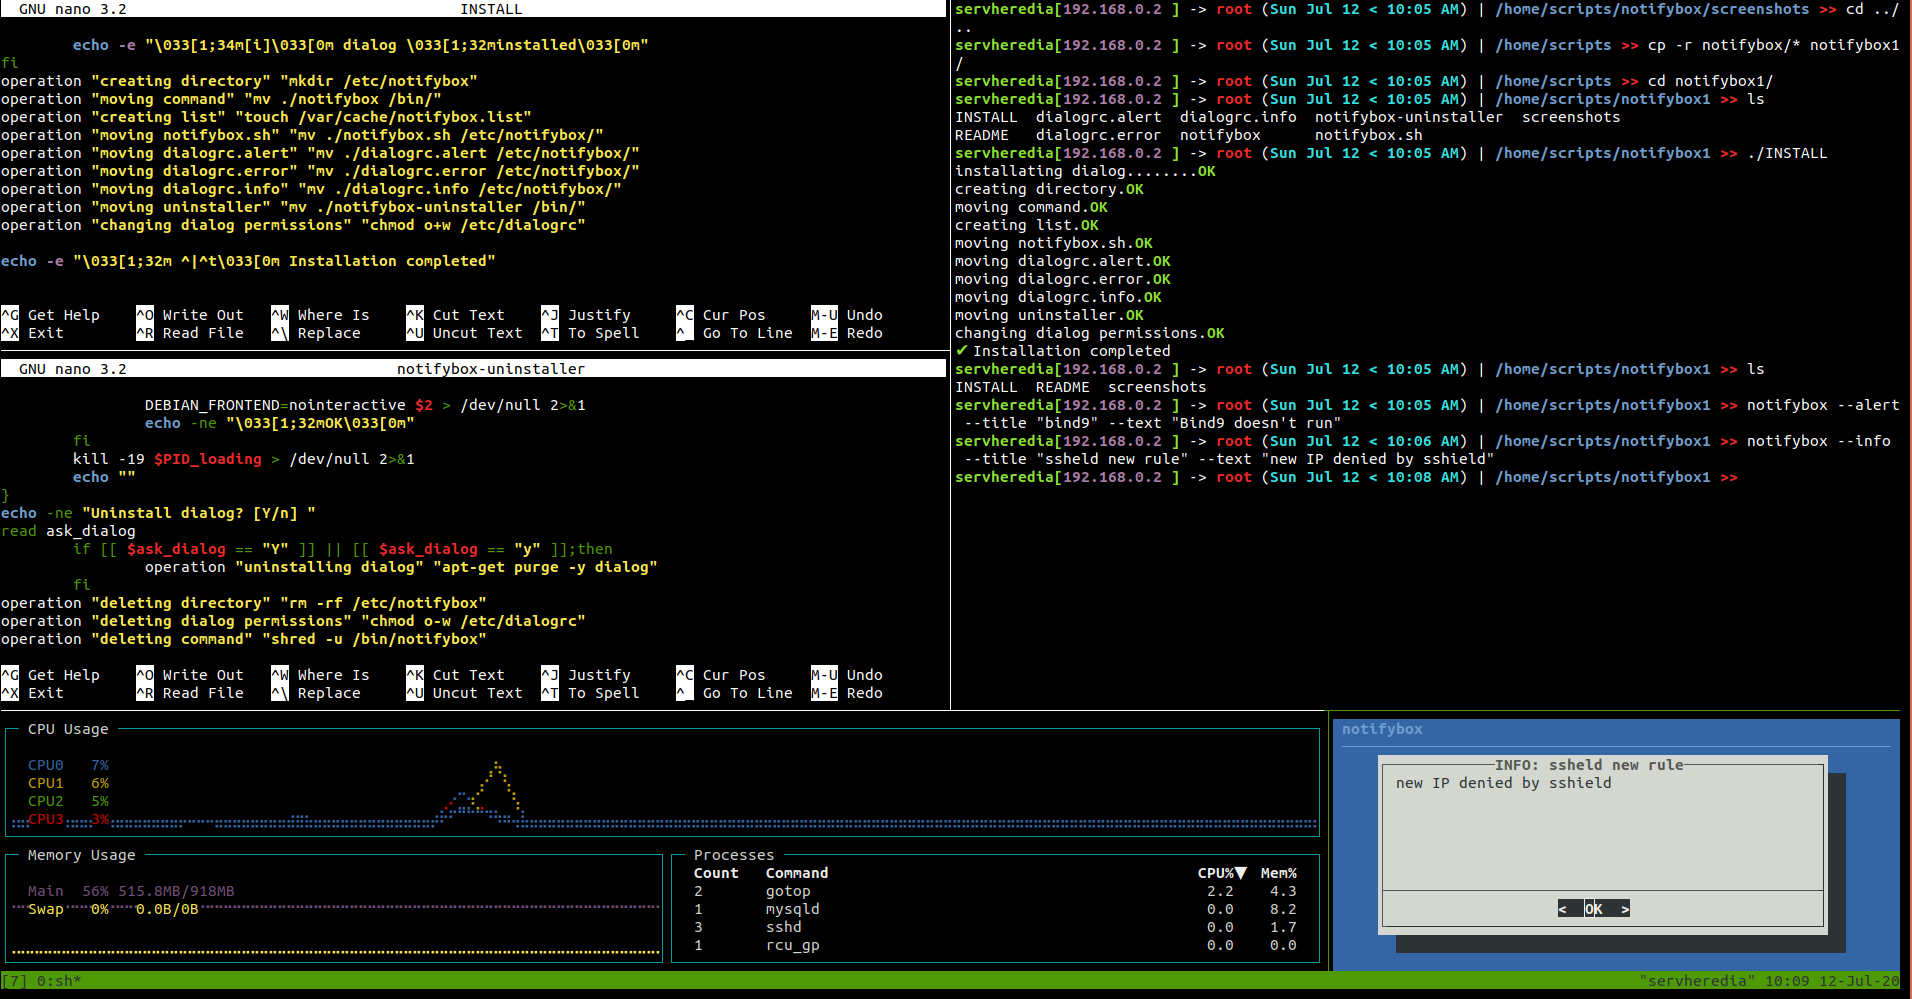 GNU nano 3.2 INSTALL
echo -e "\033[1;34m[i]\033[0m dialog \033[1;32minstalled\033[0m"
fi
operation "creating directory" "mkdir /etc/notifybox"
operation "moving command" "mv ./notifybox /bin/"
operation "creating list" "touch /var/cache/notifybox.list"
operation "moving notifybox.sh" "mv ./notifybox.sh /etc/notifybox/"
operation "moving dialogrc.alert" "mv ./dialogrc.alert /etc/notifybox/"
operation "moving dialogrc.error" "mv ./dialogrc.error /etc/notifybox/"
operation "moving dialogrc.info" "mv ./dialogrc.info /etc/notifybox/"
operation "moving uninstaller" "mv ./notifybox-uninstaller /bin/"
operation "changing dialog permissions" "chmod o+w /etc/dialogrc"
echo -e "\033[1;32m ^|^t\033[0m Installation completed"
^G Get Help ^O Write Out ^W Where Is ^K Cut Text ^J Justify ^C Cur Pos M-U Undo
^X Exit ^R Read File ^\ Replace ^U Uncut Text ^T To Spell ^_ Go To Line M-E Redo
GNU nano 3.2 notifybox-uninstaller
DEBIAN_FRONTEND=nointeractive $2 > /dev/null 2>&1
echo -ne "\033[1;32mOK\033[0m"
fi
kill -19 $PID_loading > /dev/null 2>&1
echo ""
}
echo -ne "Uninstall dialog? [Y/n] "
read ask_dialog
if [[ $ask_dialog == "Y" ]] || [[ $ask_dialog == "y" ]];then
operation "uninstalling dialog" "apt-get purge -y dialog"
fi
operation "deleting directory" "rm -rf /etc/notifybox"
operation "deleting dialog permissions" "chmod o-w /etc/dialogrc"
operation "deleting command" "shred -u /bin/notifybox"
^G Get Help ^O Write Out ^W Where Is ^K Cut Text ^J Justify ^C Cur Pos M-U Undo
^X Exit ^R Read File ^\ Replace ^U Uncut Text ^T To Spell ^_ Go To Line M-E Redo
servheredia[192.168.0.2 ] -> root (Sun Jul 12 < 10:05 AM) | /home/scripts/notifybox/screenshots >> cd ../
..
servheredia[192.168.0.2 ] -> root (Sun Jul 12 < 10:05 AM) | /home/scripts >> cp -r notifybox/* notifybox1
/
servheredia[192.168.0.2 ] -> root (Sun Jul 12 < 10:05 AM) | /home/scripts >> cd notifybox1/
servheredia[192.168.0.2 ] -> root (Sun Jul 12 < 10:05 AM) | /home/scripts/notifybox1 >> ls
INSTALL dialogrc.alert dialogrc.info notifybox-uninstaller screenshots
README dialogrc.error notifybox notifybox.sh
servheredia[192.168.0.2 ] -> root (Sun Jul 12 < 10:05 AM) | /home/scripts/notifybox1 >> ./INSTALL
installating dialog........OK
creating directory.OK
moving command.OK
creating list.OK
moving notifybox.sh.OK
moving dialogrc.alert.OK
moving dialogrc.error.OK
moving dialogrc.info.OK
moving uninstaller.OK
changing dialog permissions.OK
✔ Installation completed
servheredia[192.168.0.2 ] -> root (Sun Jul 12 < 10:05 AM) | /home/scripts/notifybox1 >> ls
INSTALL README screenshots
servheredia[192.168.0.2 ] -> root (Sun Jul 12 < 10:05 AM) | /home/scripts/notifybox1 >> notifybox --alert
--title "bind9" --text "Bind9 doesn't run"
servheredia[192.168.0.2 ] -> root (Sun Jul 12 < 10:06 AM) | /home/scripts/notifybox1 >> notifybox --info
--title "ssheld new rule" --text "new IP denied by sshield"
servheredia[192.168.0.2 ] -> root (Sun Jul 12 < 10:08 AM) | /home/scripts/notifybox1 >>
CPU Usage
CPU0 7%
CPU1 6%
CPU2 5%
CPU3 3%
Memory Usage
Main 56% 515.8MB/918MB
Swap 0% 0.0B/0B
Processes
Count Command CPU%▼ Mem%
2 gotop 2.2 4.3
1 mysqld 0.0 8.2
3 sshd 0.0 1.7
1 rcu_gp 0.0 0.0
notifybox
INFO: ssheld new rule
new IP denied by sshield
< OK >
[7] 0:sh* "servheredia" 10:09 12-Jul-20